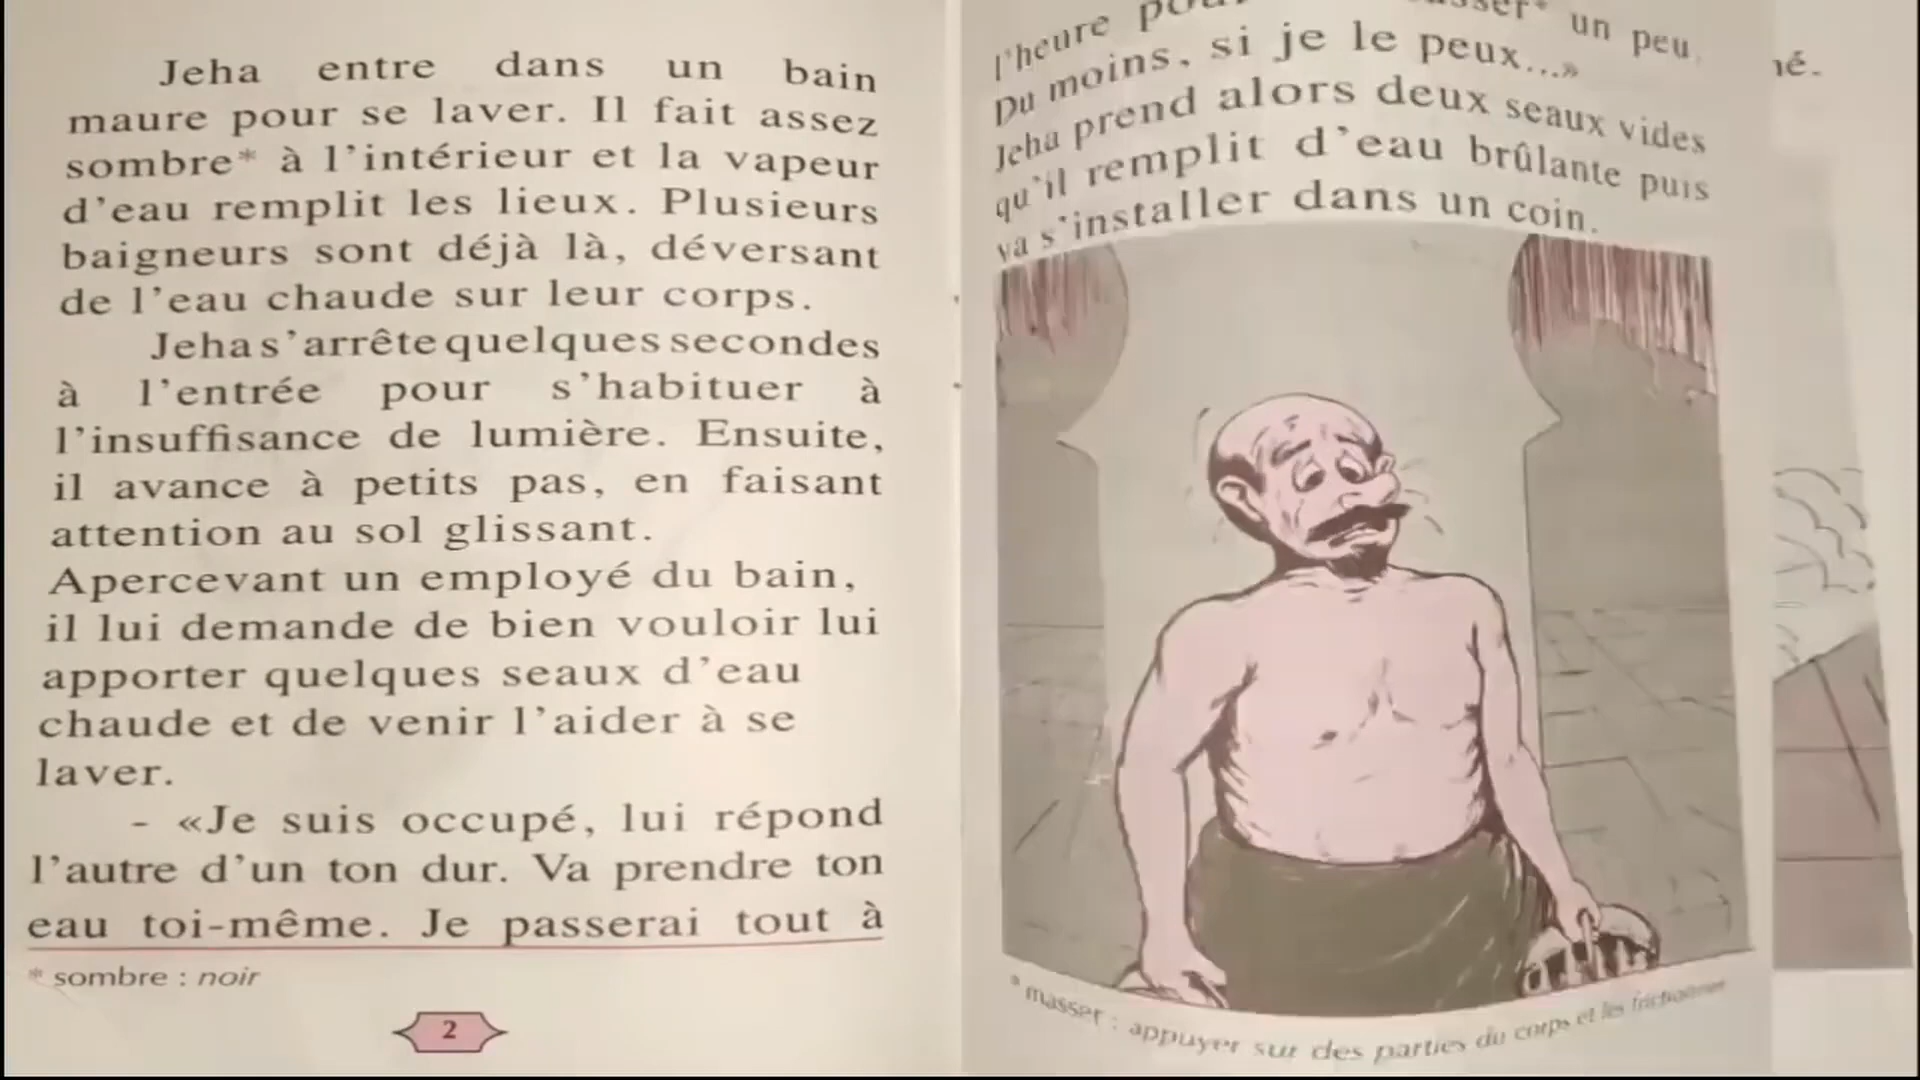 Jeha entre dans un bain
maure pour se laver. Il fait assez
sombre* à l'intérieur et la vapeur
d'eau remplit les lieux. Plusieurs
baigneurs sont déjà là, déversant
de l'eau chaude sur leur corps.
Jeha s'arrête quelques secondes
à l'entrée pour s'habituer à
l'insuffisance de lumière. Ensuite,
il avance à petits pas, en faisant
attention au sol glissant.
Apercevant un employé du bain,
il lui demande de bien vouloir lui
apporter quelques seaux d'eau
chaude et de venir l'aider à se
laver.
- «Je suis occupé, lui répond
l'autre d'un ton dur. Va prendre ton
eau toi-même. Je passerai tout à
* sombre : noir
2
l'heure un peu.
Du moins, si je le peux...»
Jeha prend alors deux seaux vides
qu'il remplit d'eau brûlante puis
va s'installer dans un coin.
* masser : appuyer sur des parties du corps et les frictionner